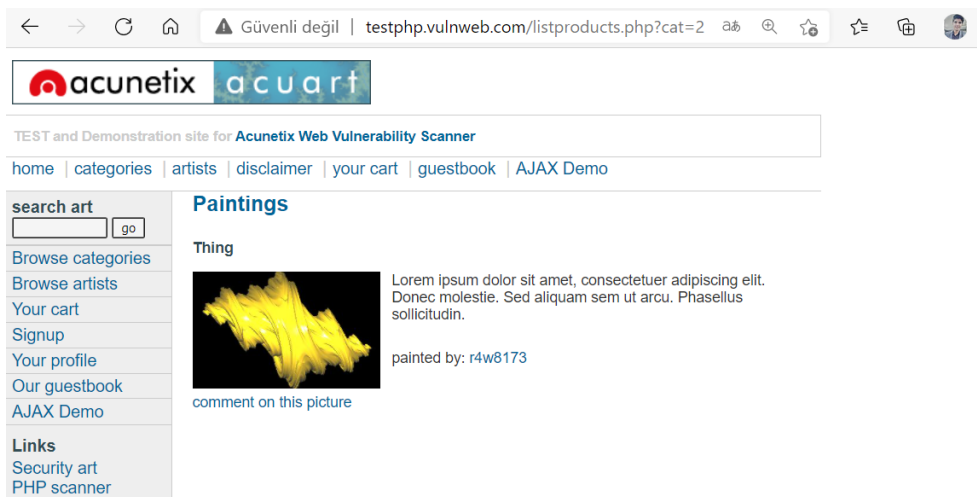 Güvenli değil | testphp.vulnweb.com/listproducts.php?cat=2 aあ
acunetix acuart
TEST and Demonstration site for Acunetix Web Vulnerability Scanner
home | categories | artists | disclaimer | your cart | guestbook | AJAX Demo
search art
go
Browse categories
Browse artists
Your cart
Signup
Your profile
Our guestbook
AJAX Demo
Links
Security art
PHP scanner
Paintings
Thing
Lorem ipsum dolor sit amet, consectetuer adipiscing elit.
Donec molestie. Sed aliquam sem ut arcu. Phasellus
sollicitudin.
painted by: r4w8173
comment on this picture